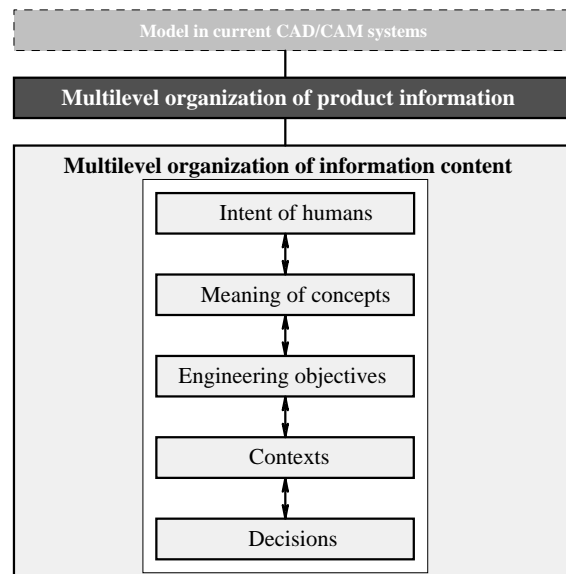 Model in current CAD/CAM systems
Multilevel organization of product information
Multilevel organization of information content
Intent of humans
Meaning of concepts
Engineering objectives
Contexts
Decisions